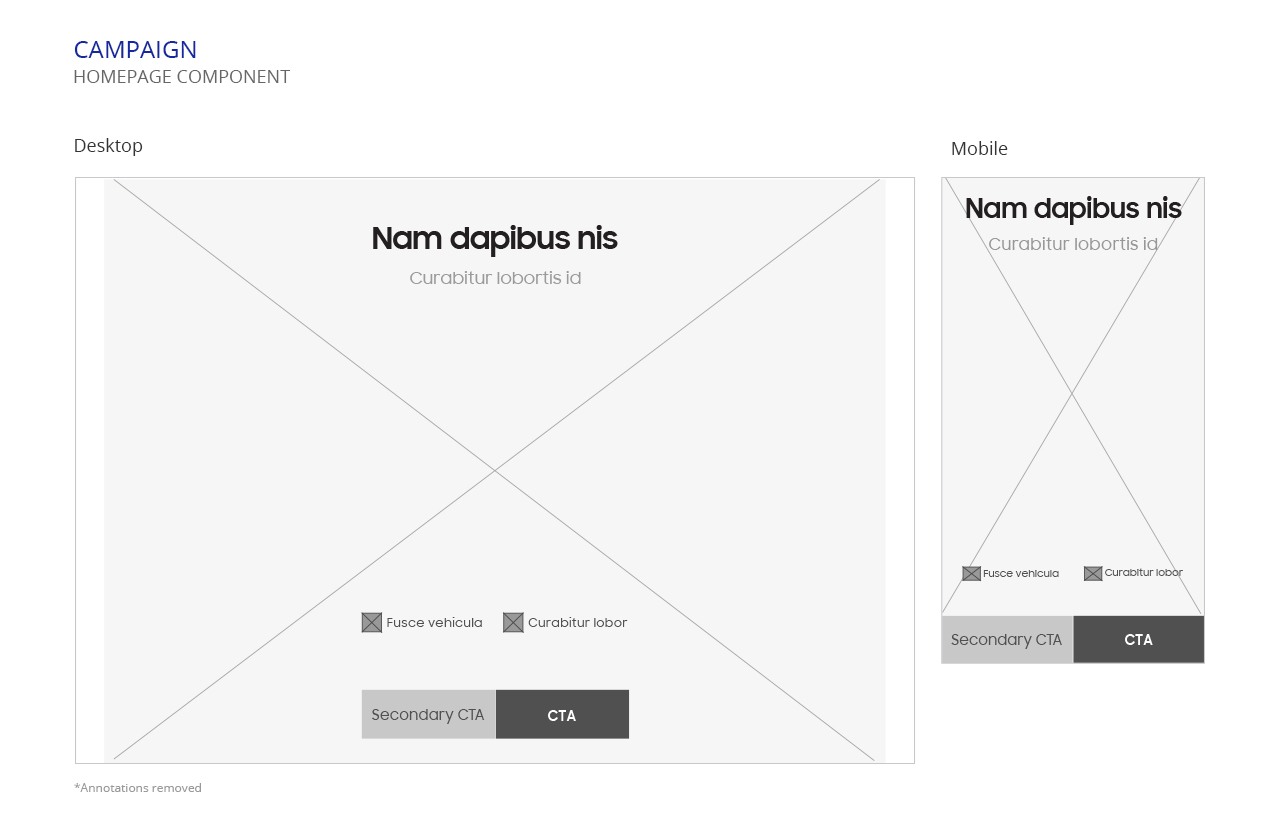 CAMPAIGN
HOMEPAGE COMPONENT
Desktop
Nam dapibus nis
Curabitur lobortis id
Fusce vehicula Curabitur lobor
Secondary CTA CTA
*Annotations removed
Mobile
Nam dapibus nis
Curabitur lobortis id
Fusce vehicula Curabitur lobor
Secondary CTA CTA